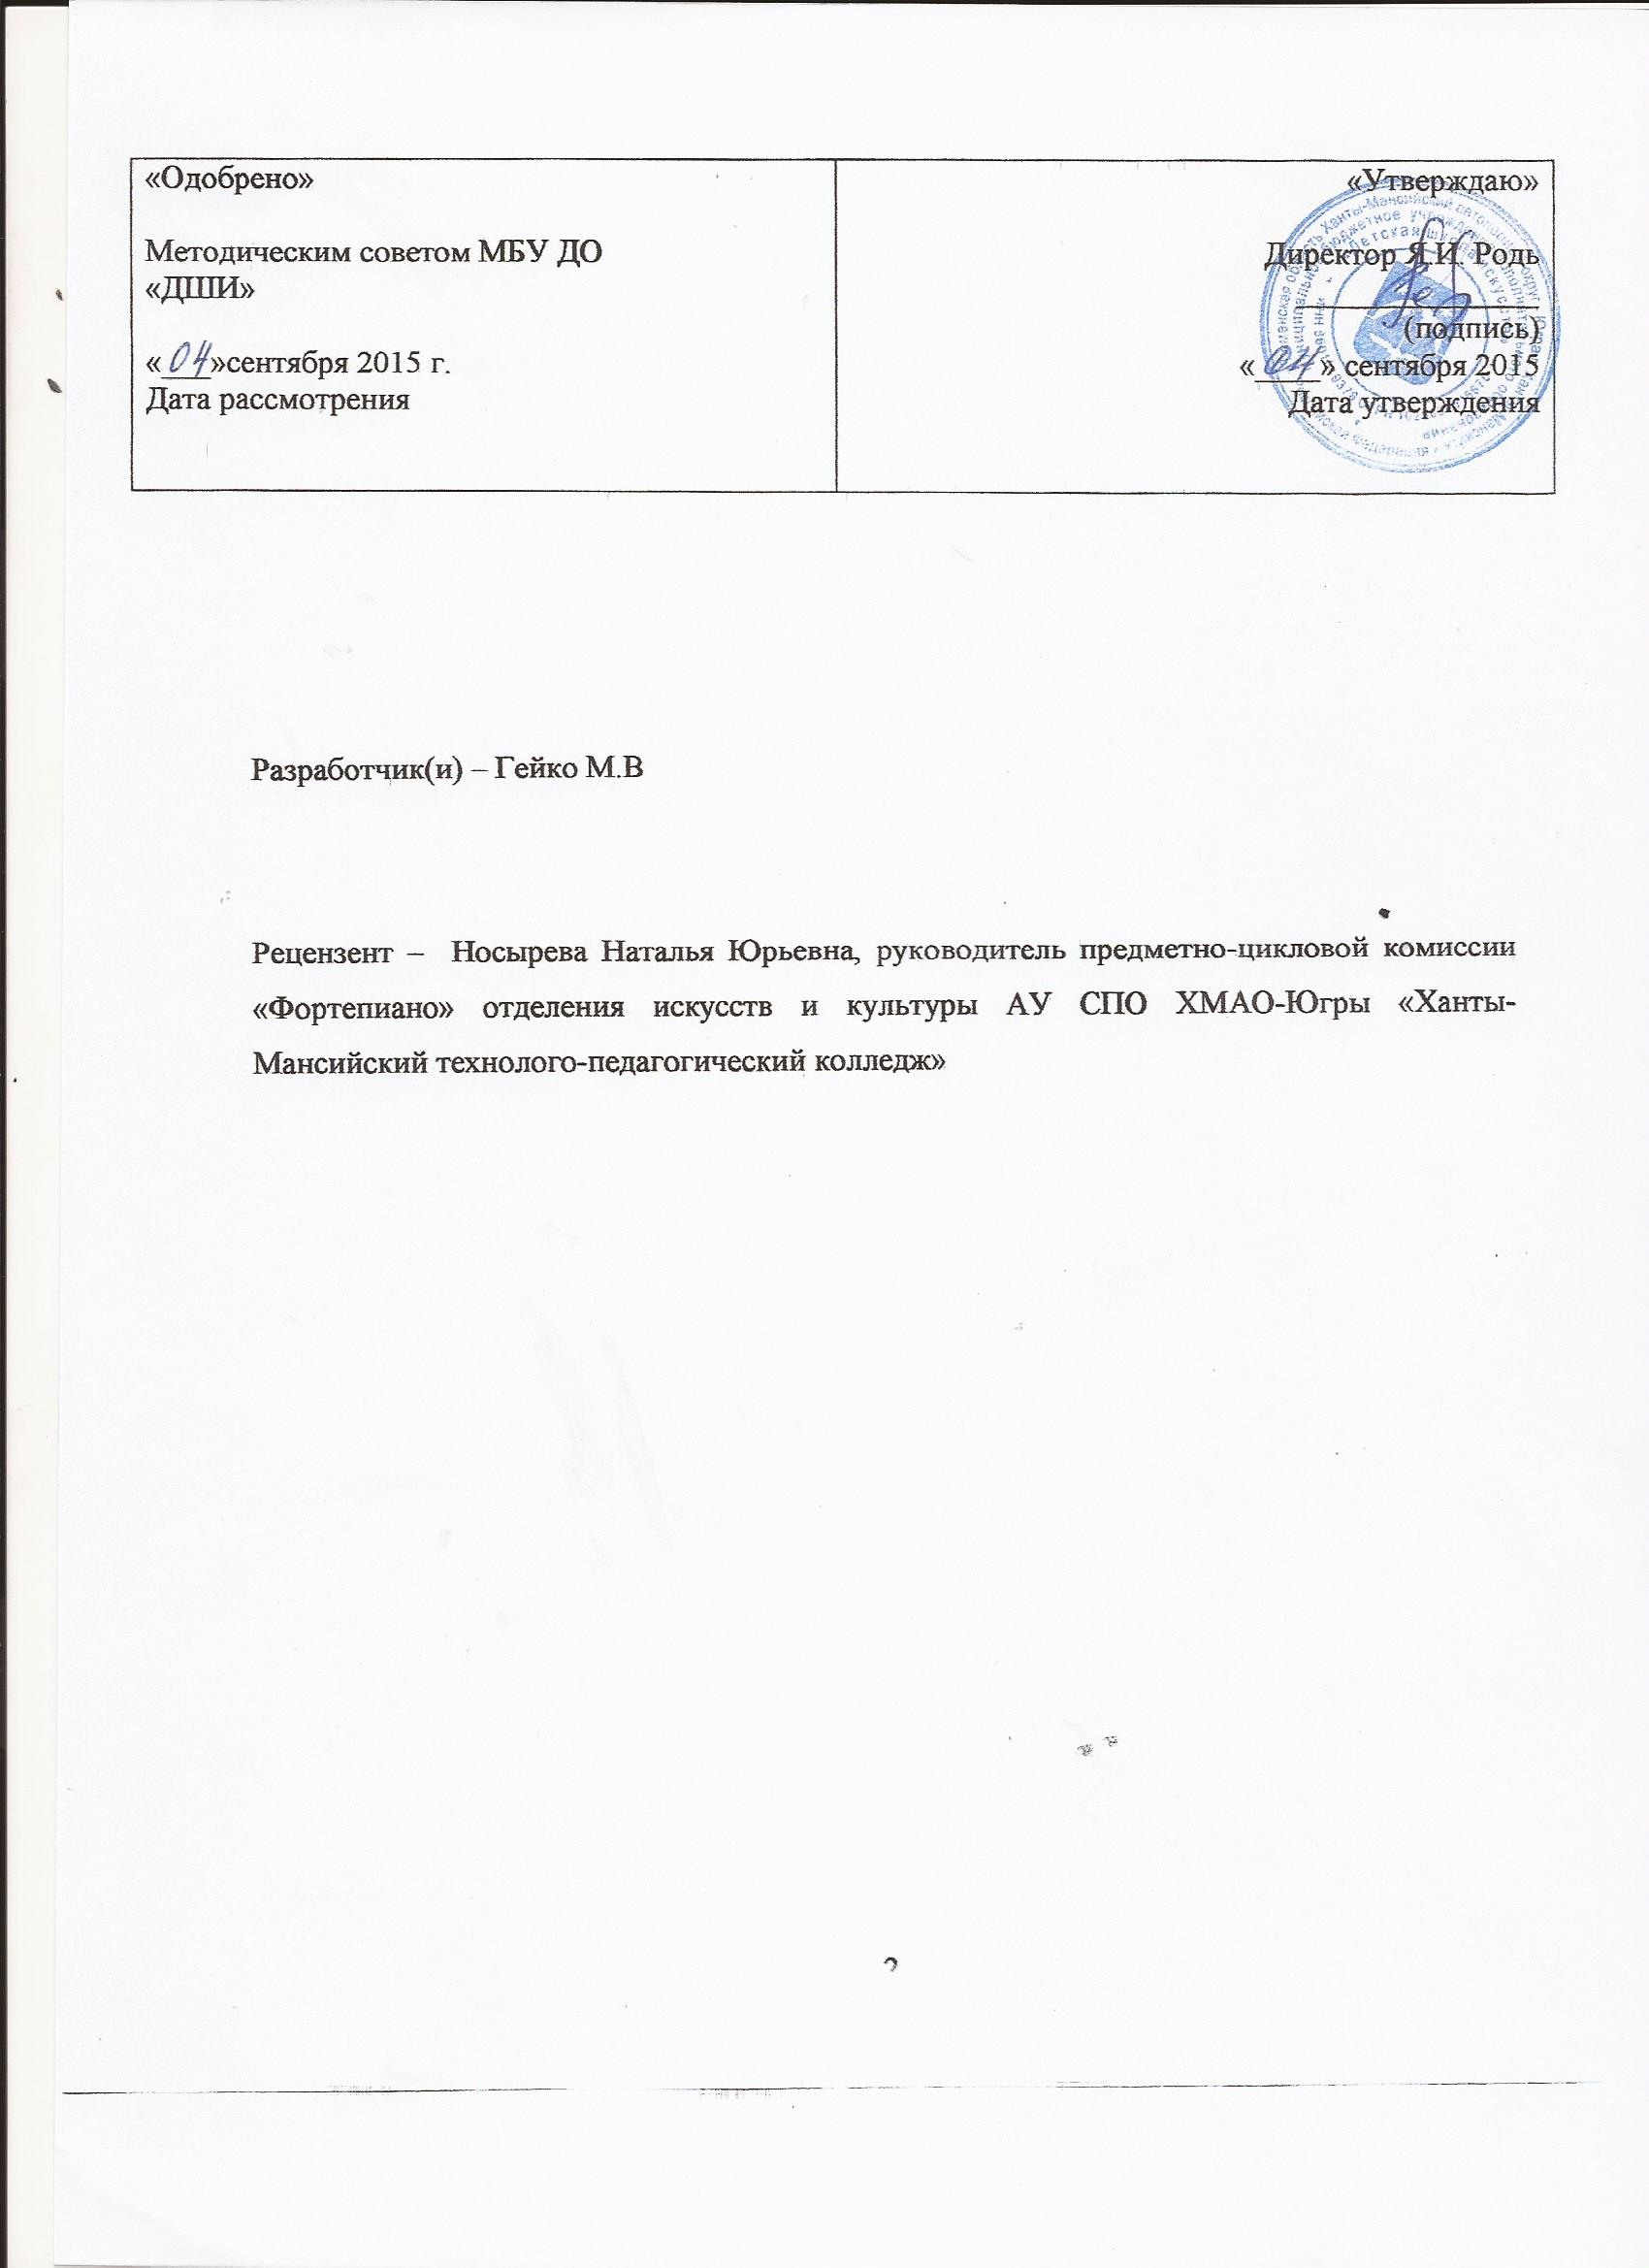 «Одобрено»
Методическим советом МБУ ДО
«ДШИ»
«04»сентября 2015 г.
Дата рассмотрения
«Утверждаю»
Директор Я.И. Родь
(подпись)
«04» сентября 2015
Дата утверждения
Разработчик(и) – Гейко М.В
Рецензент – Носырева Наталья Юрьевна, руководитель предметно-цикловой комиссии
«Фортепиано» отделения искусств и культуры АУ СПО ХМАО-Югры «Ханты-
Мансийский технолого-педагогический колледж»